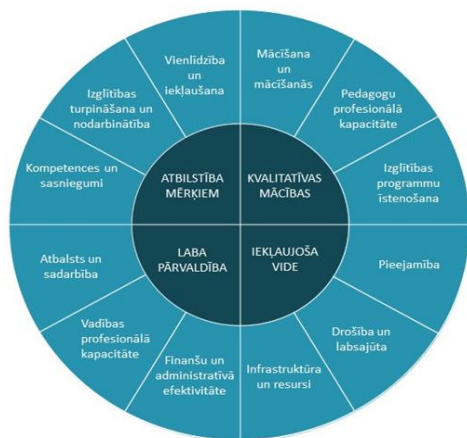 Vienlīdzība
un
iekļaušana
Mācīšana
un
mācīšanās
Izglītības
turpināšana un
nodarbinātība
Pedagogu
profesionālā
kapacitāte
Kompetences un
sasniegumi
ATBILSTĪBA
MĒRĶIEM
KVALITATĪVAS
MĀCĪBAS
Izglītības
programmu
īstenošana
Atbalsts un
sadarbība
LABA
PĀRVALDĪBA
IEKĻAUJOŠA
VIDE
Pieejamība
Vadības
profesionālā
kapacitāte
Drošība un
labsajūta
Finanšu un
administratīvā
efektivitāte
Infrastruktūra
un resursi